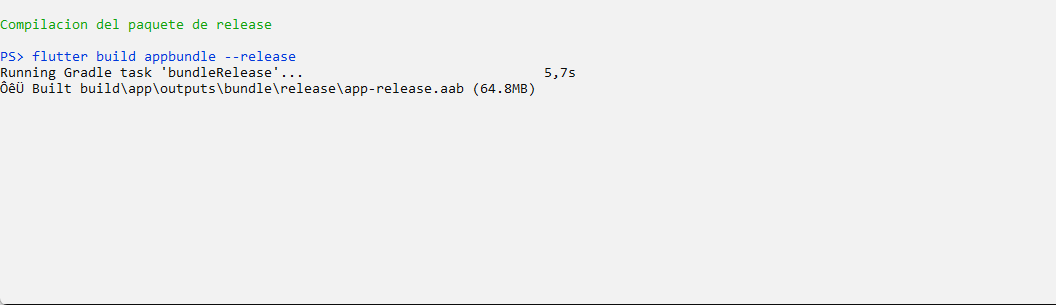 Compilacion del paquete de release
PS> flutter build appbundle --release
Running Gradle task 'bundleRelease'... 5,7s
ÔêÜ Built build\app\outputs\bundle\release\app-release.aab (64.8MB)